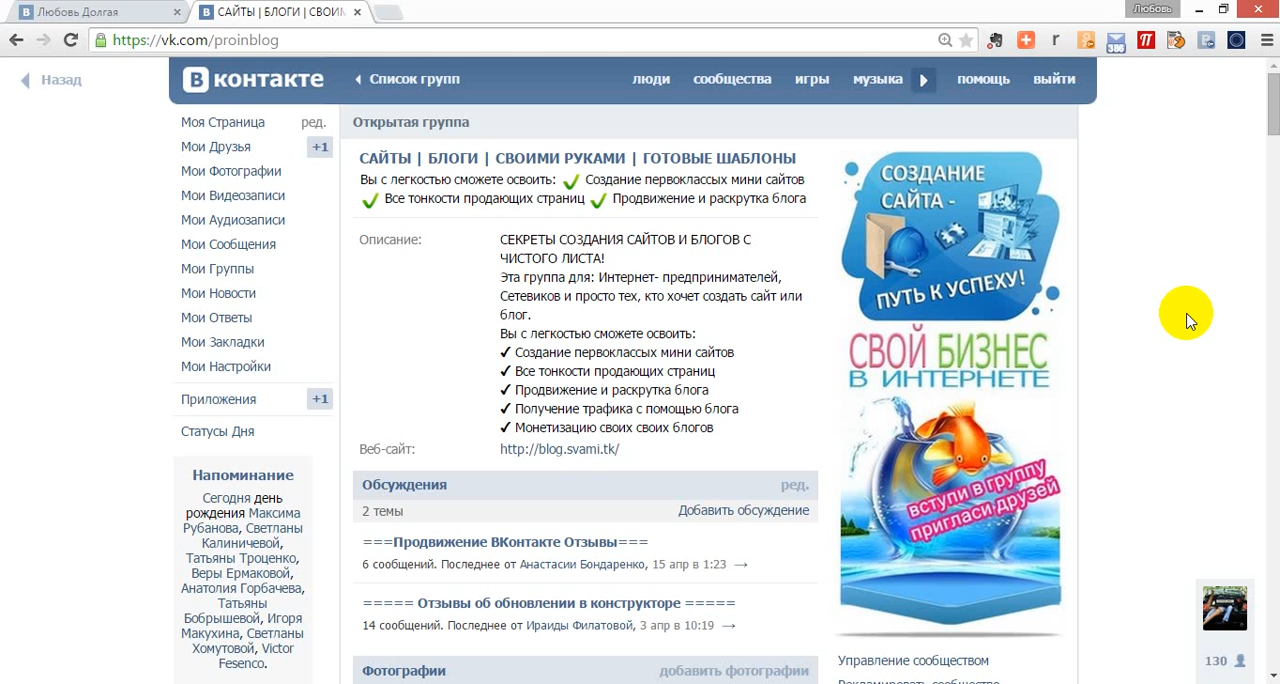 Любовь Долгая
САЙТЫ | БЛОГИ | СВОИМ
Любовь
https://vk.com/proinblog
386
Назад
В контакте
Список групп
люди
сообщества
игры
музыка
помощь
выйти
Моя Страница
ред.
Мои Друзья
+1
Мои Фотографии
Мои Видеозаписи
Мои Аудиозаписи
Мои Сообщения
Мои Группы
Мои Новости
Мои Ответы
Мои Закладки
Мои Настройки
Приложения
+1
Статусы Дня
Напоминание
Сегодня день
рождения Максима
Рубанова, Светланы
Калиничевой,
Татьяны Троценко,
Веры Ермаковой,
Анатолия Горбачева,
Татьяны
Бобрышевой, Игоря
Макухина, Светланы
Хомутовой, Victor
Fesenco.
Открытая группа
САЙТЫ | БЛОГИ | СВОИМИ РУКАМИ | ГОТОВЫЕ ШАБЛОНЫ
Вы с легкостью сможете освоить: Создание первоклассых мини сайтов
Все тонкости продающих страниц Продвижение и раскрутка блога
Описание:
СЕКРЕТЫ СОЗДАНИЯ САЙТОВ И БЛОГОВ С
ЧИСТОГО ЛИСТА!
Эта группа для: Интернет- предпринимателей,
Сетевиков и просто тех, кто хочет создать сайт или
блог.
Вы с легкостью сможете освоить:
✔ Создание первоклассых мини сайтов
✔ Все тонкости продающих страниц
✔ Продвижение и раскрутка блога
✔ Получение трафика с помощью блога
✔ Монетизацию своих своих блогов
Веб-сайт:
http://blog.svami.tk/
Обсуждения
ред.
2 темы
Добавить обсуждение
===Продвижение ВКонтакте Отзывы===
6 сообщений. Последнее от Анастасии Бондаренко, 15 апр в 1:23 →
===== Отзывы об обновлении в конструкторе =====
14 сообщений. Последнее от Ираиды Филатовой, 3 апр в 10:19 →
Фотографии
добавить фотографии
СОЗДАНИЕ
САЙТА -
ПУТЬ К УСПЕХУ!
СВОЙ БИЗНЕС
В ИНТЕРНЕТЕ
вступи в группу
пригласи друзей
Управление сообществом
Рекламировать сообщество
130